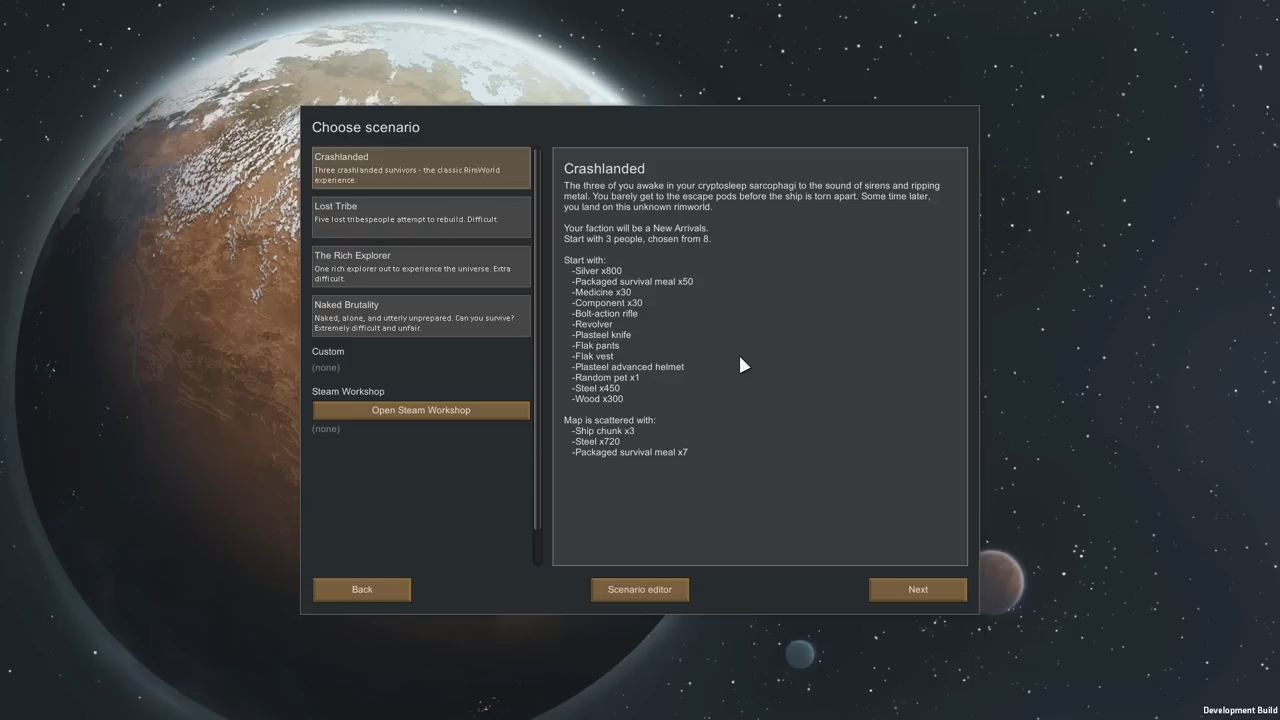 Choose scenario
Crashlanded
Three crashlanded survivors - the classic RimWorld
experience.
Lost Tribe
Five lost tribespeople attempt to rebuild. Difficult.
The Rich Explorer
One rich explorer out to experience the universe. Extra
difficult.
Naked Brutality
Naked, alone, and utterly unprepared. Can you survive?
Extremely difficult and unfair.
Custom
(none)
Steam Workshop
Open Steam Workshop
(none)
Crashlanded
The three of you awake in your cryptosleep sarcophagi to the sound of sirens and ripping
metal. You barely get to the escape pods before the ship is torn apart. Some time later,
you land on this unknown rimworld.
Your faction will be a New Arrivals.
Start with 3 people, chosen from 8.
Start with:
-Silver x800
-Packaged survival meal x50
-Medicine x30
-Component x30
-Bolt-action rifle
-Revolver
-Plasteel knife
-Flak pants
-Flak vest
-Plasteel advanced helmet
-Random pet x1
-Steel x450
-Wood x300
Map is scattered with:
-Ship chunk x3
-Steel x720
-Packaged survival meal x7
Back
Scenario editor
Next
Development Build